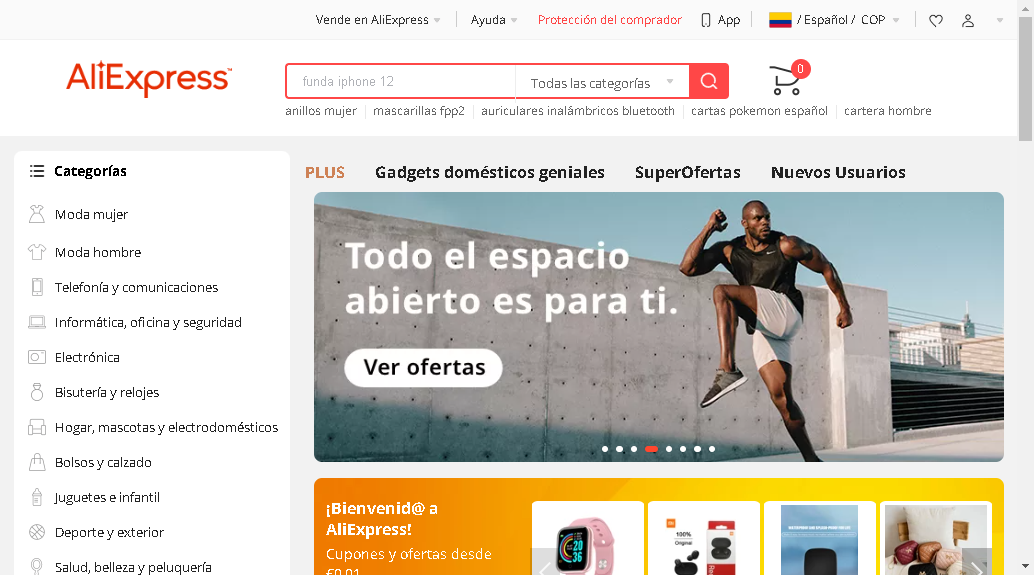 Vende en AliExpress
Ayuda
Protección del comprador
App
/ Español / COP
AliExpress
funda iphone 12
Todas las categorías
0
anillos mujer
mascarillas fpp2
auriculares inalámbricos bluetooth
cartas pokemon español
cartera hombre
Categorías
Moda mujer
Moda hombre
Telefonía y comunicaciones
Informática, oficina y seguridad
Electrónica
Bisutería y relojes
Hogar, mascotas y electrodomésticos
Bolsos y calzado
Juguetes e infantil
Deporte y exterior
Salud, belleza y peluquería
PLUS
Gadgets domésticos geniales
SuperOfertas
Nuevos Usuarios
Todo el espacio
abierto es para ti.
Ver ofertas
¡Bienvenid@ a
AliExpress!
Cupones y ofertas desde
€0,01
100%
Original